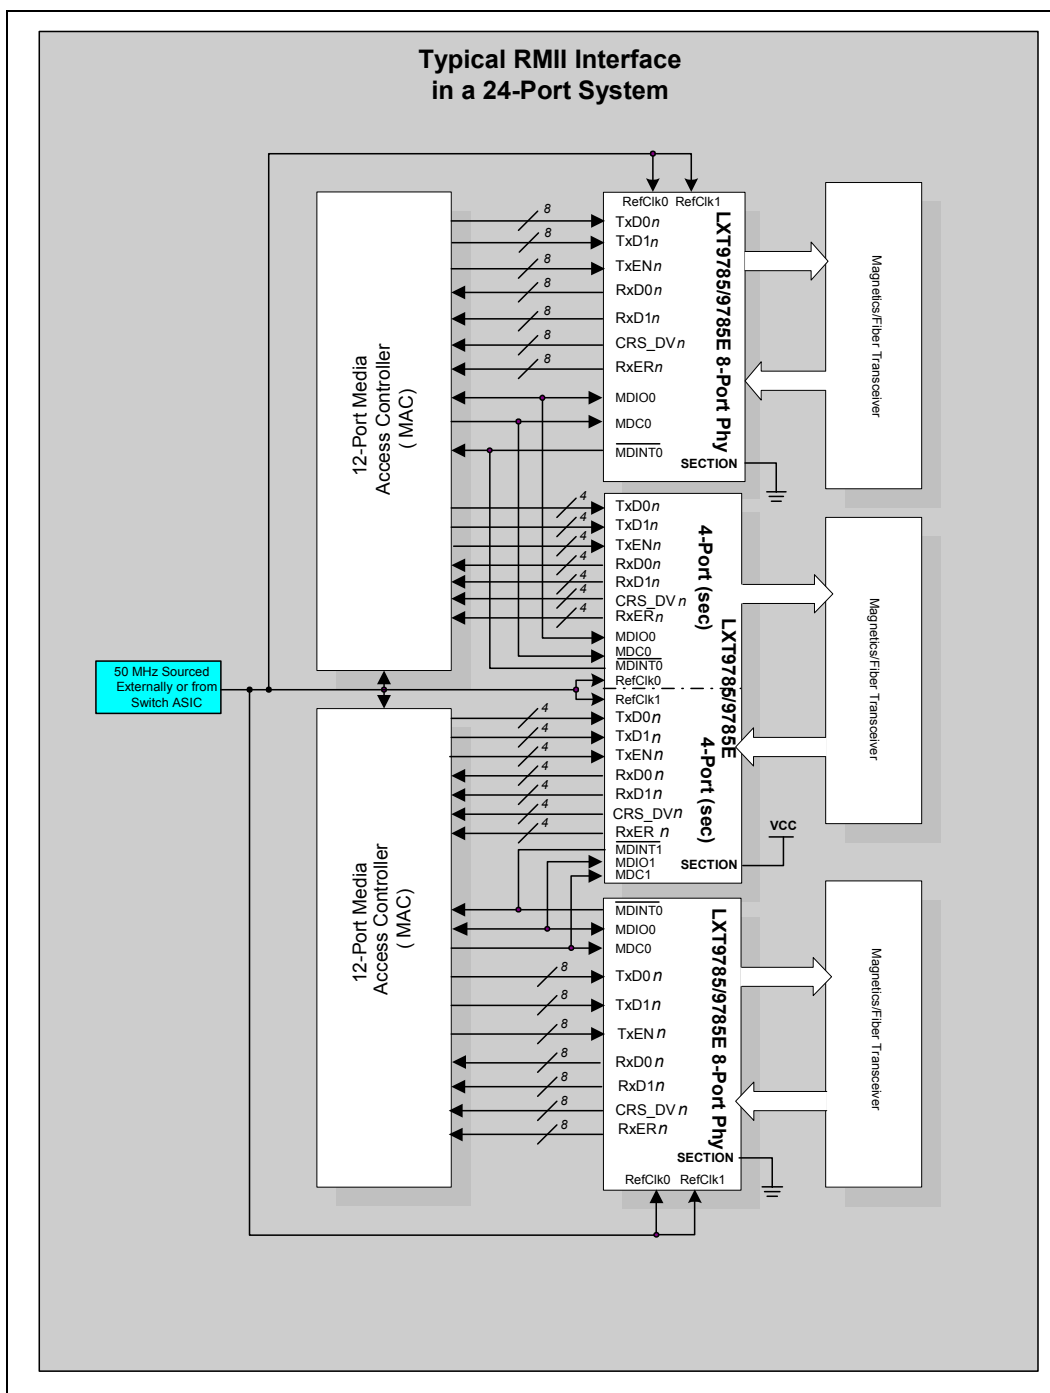 Typical RMII Interface
in a 24-Port System
RefClk0 RefClk1
8
TxD0n
8
TxD1n
8
TxENn
8
RxD0n
8
RxD1n
8
CRS_DVn
8
RxERn
MDIO0
MDC0
MDINT0
SECTION
LXT9785/9785E 8-Port Phy
Magnetics/Fiber Transceiver
12-Port Media
Access Controller
( MAC)
4
TxD0n
4
TxD1n
4
TxENn
4
RxD0n
4
RxD1n
4
CRS_DVn
4
RxERn
MDIO0
MDC0
MDINT0
RefClk0
RefClk1
4-Port (sec)
LXT9785/9785E
4-Port (sec)
Magnetics/Fiber Transceiver
50 MHz Sourced
Externally or from
Switch ASIC
4
TxD0n
4
TxD1n
4
TxENn
4
RxD0n
4
RxD1n
4
CRS_DVn
4
RxER n
MDINT1
MDIO1
MDC1
SECTION
VCC
12-Port Media
Access Controller
( MAC)
MDINT0
MDIO0
MDC0
8
TxD0n
8
TxD1n
8
TxENn
8
RxD0n
8
RxD1n
8
CRS_DVn
8
RxERn
SECTION
RefClk0 RefClk1
LXT9785/9785E 8-Port Phy
Magnetics/Fiber Transceiver